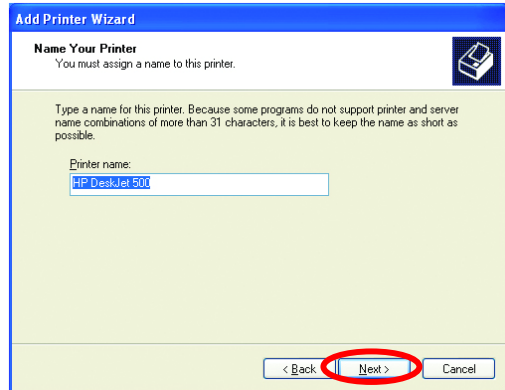 Add Printer Wizard
Name Your Printer
You must assign a name to this printer.
Type a name for this printer. Because some programs do not support printer and server
name combinations of more than 31 characters, it is best to keep the name as short as
possible.
Printer name:
HP DeskJet 500
< Back
Next >
Cancel